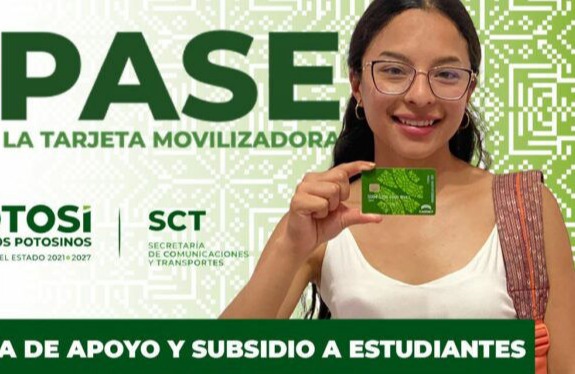 PASE
LA TARJETA MOVILIZADORA
OTOSÍ
OS POTOSINOS
EL ESTADO 2021 2027
SCT
SECRETARÍA
DE COMUNICACIONES
Y TRANSPORTES
A DE APOYO Y SUBSIDIO A ESTUDIANTES